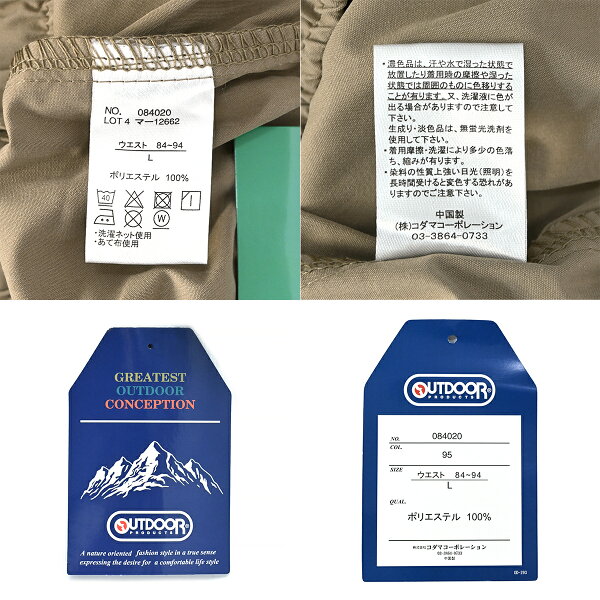 NO. 084020
LOT4 マー12662
ウエスト 84~94
L
ポリエステル 100%
40
W
・洗濯ネット使用
・あて布使用
・濃色品は、汗や水で湿った状態で
放置したり着用時の摩擦や湿った
状態では周囲のものに色移りする
ことが有ります。又、洗濯液に色が
出る場合がありますので注意して
下さい。
生成り・淡色品は、無蛍光洗剤を
使用して下さい。
・着用摩擦・洗濯により多少の色落
ち、縮みが有ります。
・染料の性質上強い日光(照明)を
長時間受けると変色する恐れがあ
りますのでご注意下さい。
中国製
(株)コダマコーポレーション
03-3864-0733
GREATEST
OUTDOOR
CONCEPTION
OUTDOOR®
PRODUCTS
A nature oriented fashion style in a true sense
expressing the desire for a comfortable life style
OUTDOOR®
PRODUCTS
NO. 084020
COL. 95
SIZE ウエスト 84~94
L
QUAL. ポリエステル 100%
株式会社コダマコーポレーション
03-3864-0733
中国製